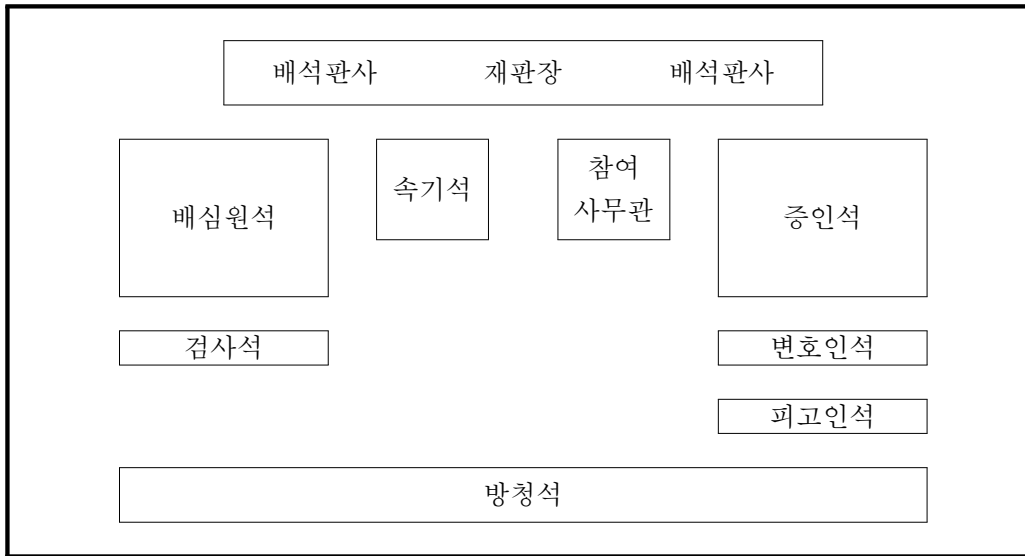 배석판사 재판장 배석판사
배심원석
속기석
참여
사무관
증인석
검사석
변호인석
피고인석
방청석